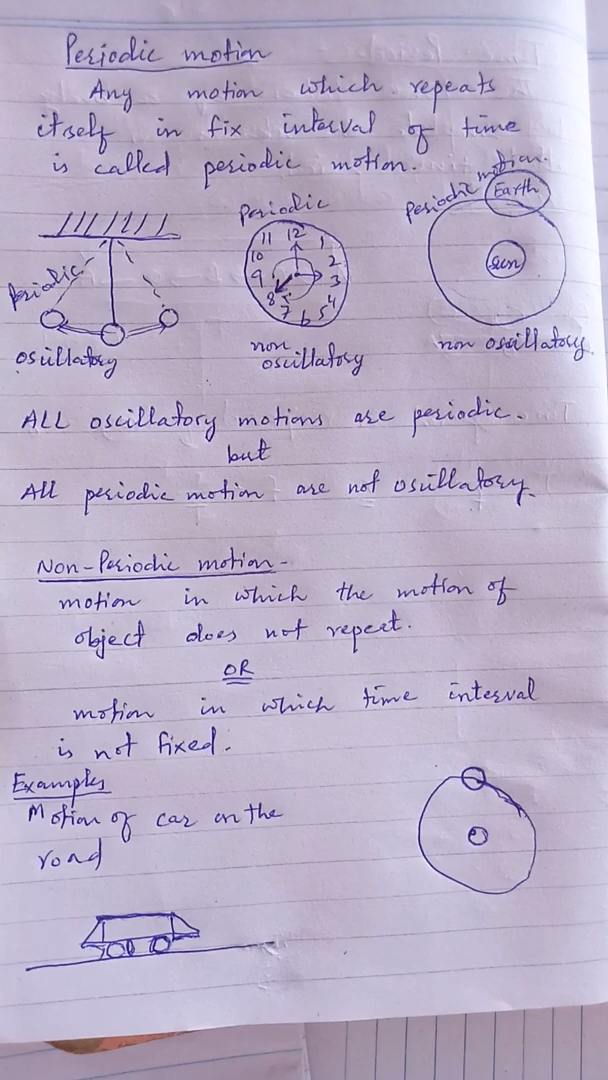 Periodic motion
Any motion which repeats
itself in fix interval of time
is called periodic motion.
Periodic
oscillatory
Periodic
12
11 1
10 2
9 3
8 4
7 6 5
non
oscillatory
Periodic motion.
Earth
Sun
non oscillatory.
ALL oscillatory motions are periodic.
but
All periodic motion are not oscillatory
Non-Periodic motion-
motion in which the motion of
object does not repeat.
OR
motion in which time interval
is not fixed.
Examples
Motion of car on the
road